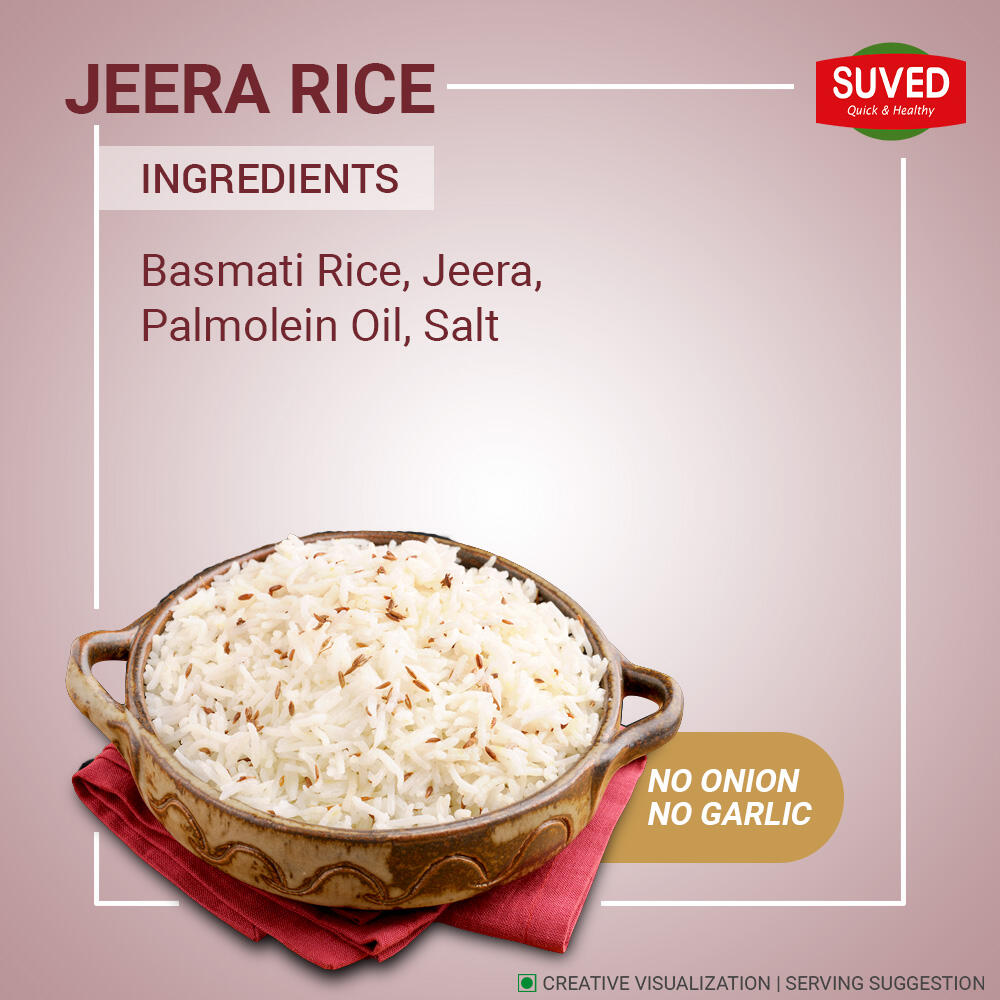 JEERA RICE
SUVED
Quick & Healthy
INGREDIENTS
Basmati Rice, Jeera,
Palmolein Oil, Salt
NO ONION
NO GARLIC
CREATIVE VISUALIZATION | SERVING SUGGESTION